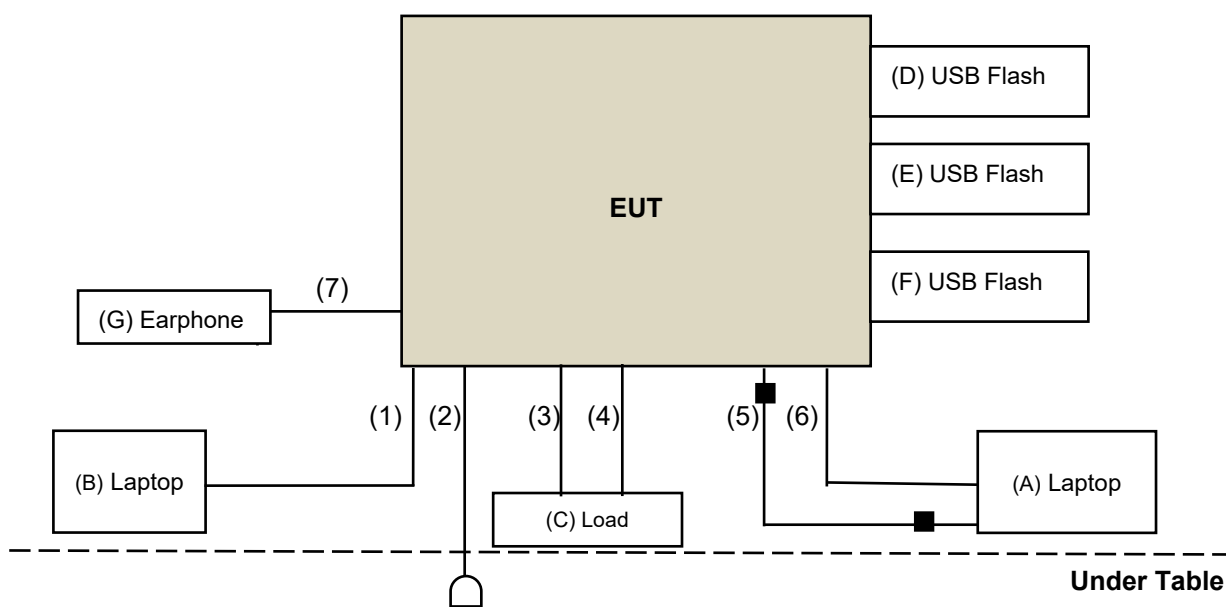 (D) USB Flash
(E) USB Flash
EUT
(F) USB Flash
(7)
(G) Earphone
(1)
(2)
(3)
(4)
(5)
(6)
(B) Laptop
(C) Load
(A) Laptop
Under Table